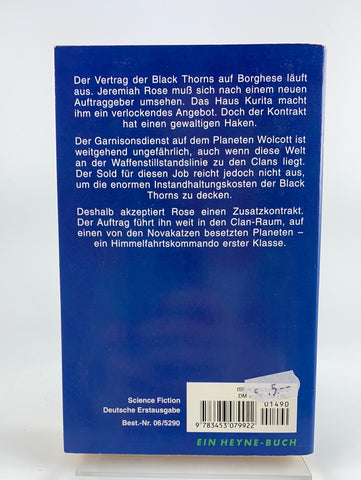 Der Vertrag der Black Thorns auf Borghese läuft
aus. Jeremiah Rose muß sich nach einem neuen
Auftraggeber umsehen. Das Haus Kurita macht
ihm ein verlockendes Angebot. Doch der Kontrakt
hat einen gewaltigen Haken.
Der Garnisonsdienst auf dem Planeten Wolcott ist
weitgehend ungefährlich, auch wenn diese Welt
an der Waffenstillstandslinie zu den Clans liegt.
Der Sold für diesen Job reicht jedoch nicht aus,
um die enormen Instandhaltungskosten der Black
Thorns zu decken.
Deshalb akzeptiert Rose einen Zusatzkontrakt.
Der Auftrag führt ihn weit in den Clan-Raum, auf
einen von den Novakatzen besetzten Planeten –
ein Himmelfahrtskommando erster Klasse.
Science Fiction
Deutsche Erstausgabe
Best.-Nr. 06/5290
DM
01490
9 783453 079922
EIN HEYNE-BUCH